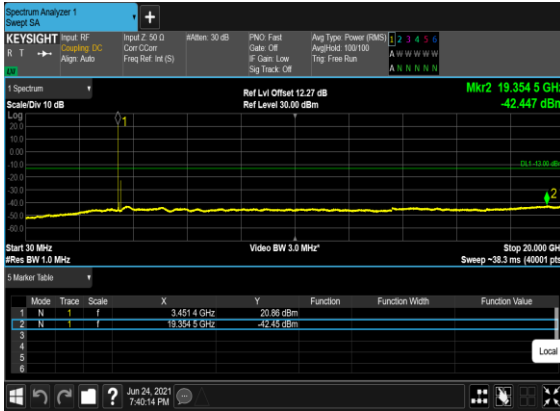 Spectrum Analyzer 1
Swept SA
KEYSIGHT Input: RF Input Z: 50 Ω #Atten: 30 dB PNO: Fast Avg Type: Power (RMS) 1 2 3 4 5 6
R T Coupling: DC Corr CCorr Gate: Off Avg|Hold: 100/100 A W W W W W
Align: Auto Freq Ref: Int (S) IF Gain: Low Trig: Free Run
Sig Track: Off A N N N N N
1 Spectrum
Ref Lvl Offset 12.27 dB Mkr2 19.354 5 GHz
Scale/Div 10 dB Ref Level 30.00 dBm -42.447 dBm
Log
20.0
10.0
0.00
-10.0
-20.0
-30.0
-40.0
-50.0
-60.0
1
DL1 -13.00 dBm
2
Start 30 MHz Video BW 3.0 MHz* Stop 20.000 GHz
#Res BW 1.0 MHz Sweep ~38.3 ms (40001 pts)
5 Marker Table
Mode Trace Scale X Y Function Function Width Function Value
1 N 1 f 3.451 4 GHz 20.86 dBm
2 N 1 f 19.354 5 GHz -42.45 dBm
3
4
5
6
Local
Jun 24, 2021
7:40:14 PM